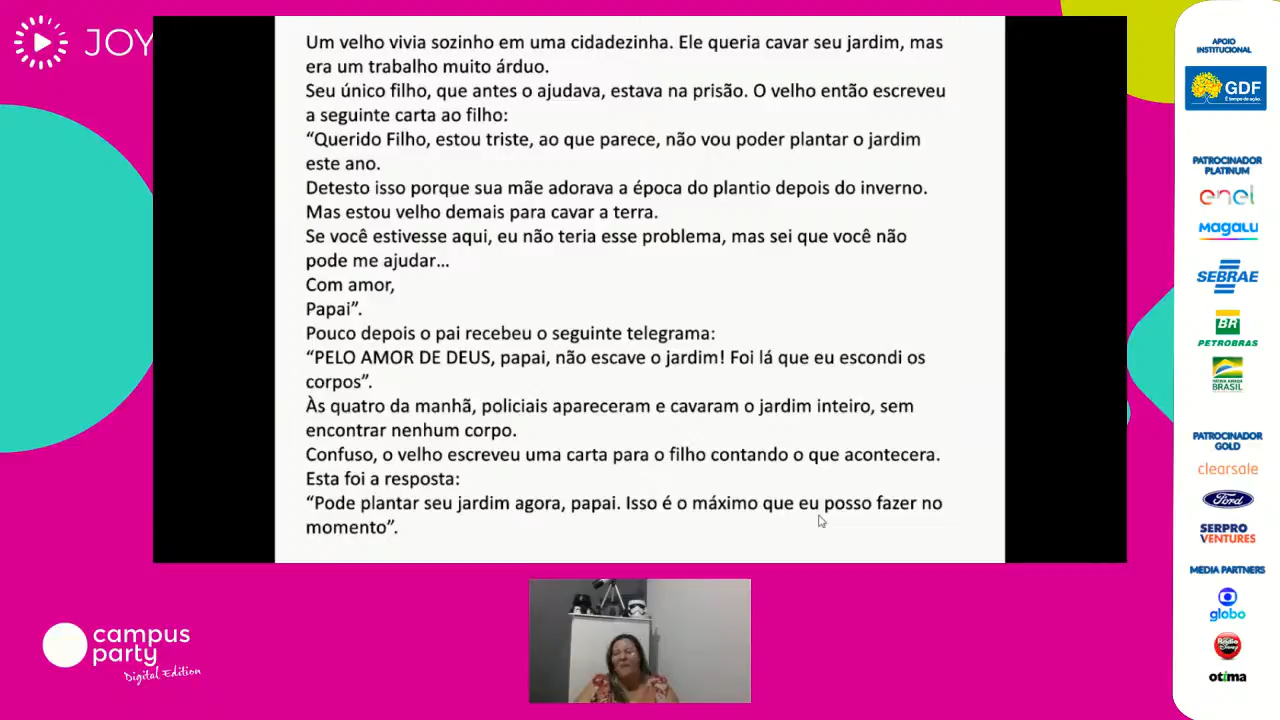 JOY
Um velho vivia sozinho em uma cidadezinha. Ele queria cavar seu jardim, mas
era um trabalho muito árduo.
Seu único filho, que antes o ajudava, estava na prisão. O velho então escreveu
a seguinte carta ao filho:
“Querido Filho, estou triste, ao que parece, não vou poder plantar o jardim
este ano.
Detesto isso porque sua mãe adorava a época do plantio depois do inverno.
Mas estou velho demais para cavar a terra.
Se você estivesse aqui, eu não teria esse problema, mas sei que você não
pode me ajudar...
Com amor,
Papai”.
Pouco depois o pai recebeu o seguinte telegrama:
“PELO AMOR DE DEUS, papai, não escave o jardim! Foi lá que eu escondi os
corpos”.
Às quatro da manhã, policiais apareceram e cavaram o jardim inteiro, sem
encontrar nenhum corpo.
Confuso, o velho escreveu uma carta para o filho contando o que acontecera.
Esta foi a resposta:
“Pode plantar seu jardim agora, papai. Isso é o máximo que eu posso fazer no
momento”.
campus
party
Digital Edition
APOIO
INSTITUCIONAL
GDF
É tempo de ação.
PATROCINADOR
PLATINUM
enel
MAGALU
SEBRAE
BR
PETROBRAS
PÁTRIA AMADA
BRASIL
PATROCINADOR
GOLD
clearsale
Ford
SERPRO
VENTURES
MEDIA PARTNERS
globo
Rádio
Disney
otima